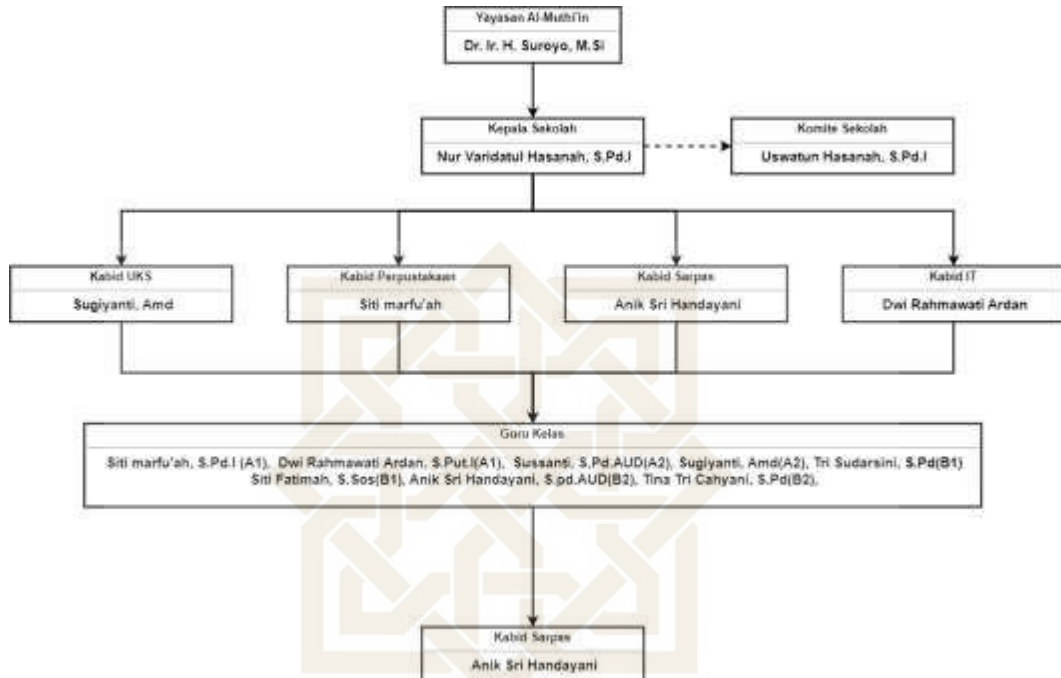 Yayasan Al-Muthi'in
Dr. Ir. H. Suroyo, M.Si
Kepala Sekolah
Nur Varidatul Hasanah, S.Pd.I
Komite Sekolah
Uswatun Hasanah, S.Pd.I
Kabid UKS
Sugiyanti, Amd
Kabid Perpustakaan
Siti marfu'ah
Kabid Sarpas
Anik Sri Handayani
Kabid IT
Dwi Rahmawati Ardan
Guru Kelas
Siti marfu'ah, S.Pd.I (A1), Dwi Rahmawati Ardan, S.Put.I(A1), Sussanti, S.Pd.AUD(A2), Sugiyanti, Amd(A2), Tri Sudarsini, S.Pd(B1)
Siti Fatimah, S.Sos(B1), Anik Sri Handayani, S.pd.AUD(B2), Tina Tri Cahyani, S.Pd(B2),
Kabid Sarpas
Anik Sri Handayani